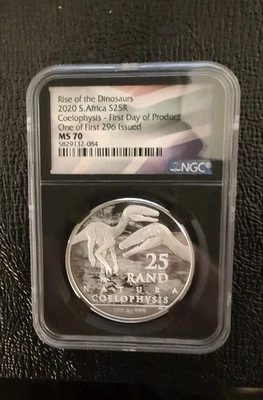 Rise of the Dinosaurs
2020 S. Africa S25R
Coelophysis - First Day of Product
One of First 296 Issued
MS 70
5829132-084
NGC
25
RAND
NATURA
COELOPHYSIS